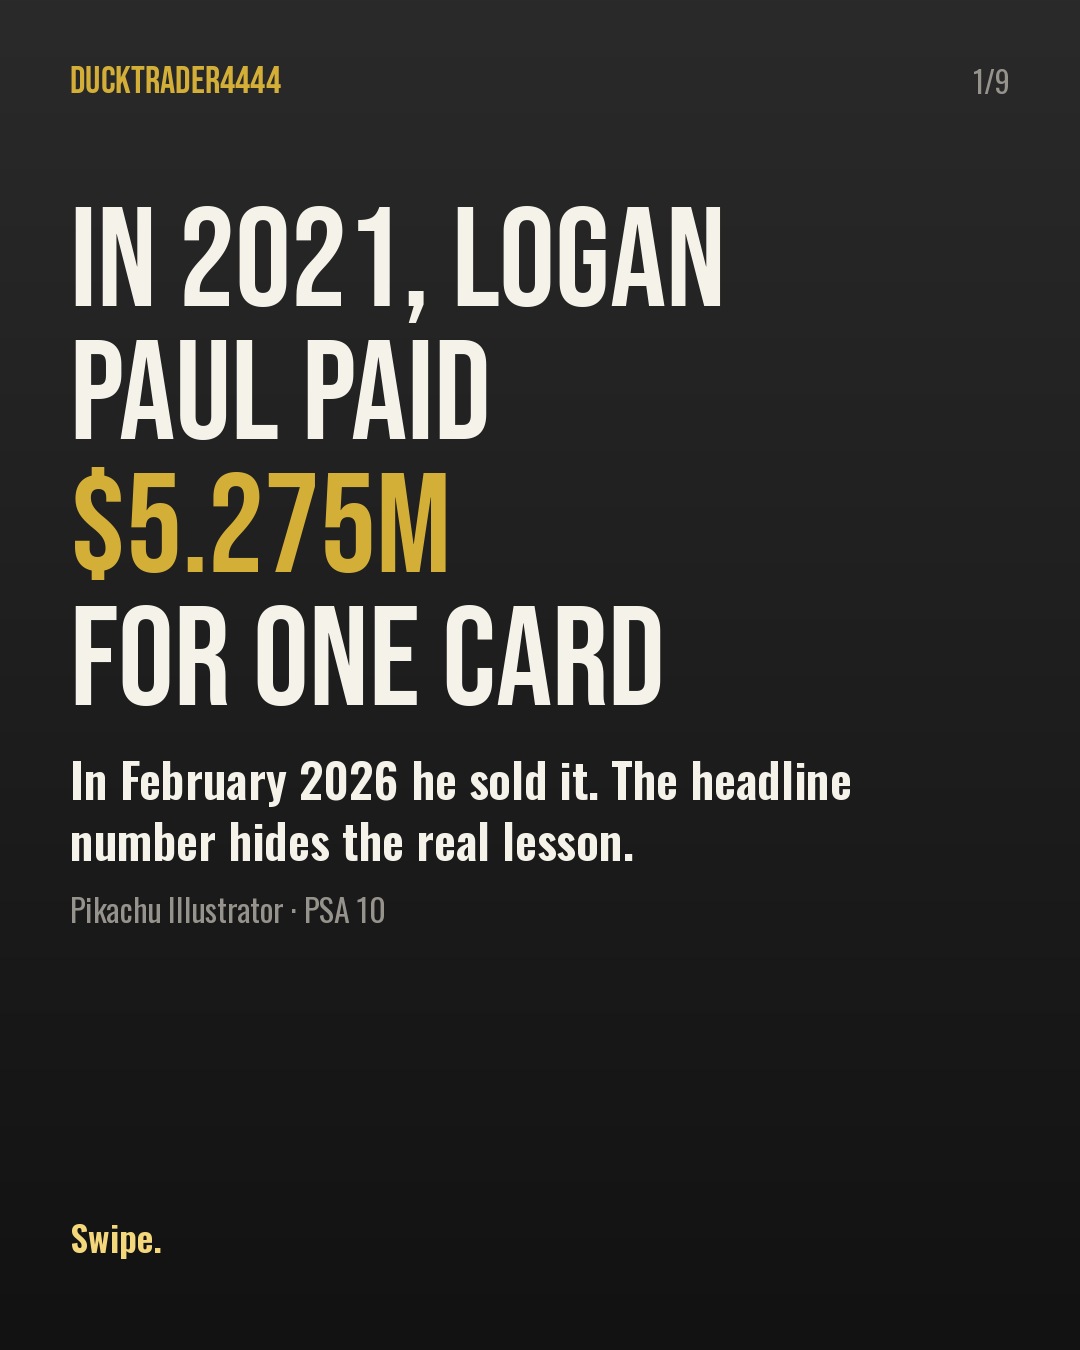 DUCKTRADER4444
1/9
IN 2021, LOGAN
PAUL PAID
$5.275M
FOR ONE CARD
In February 2026 he sold it. The headline
number hides the real lesson.
Pikachu Illustrator · PSA 10
Swipe.